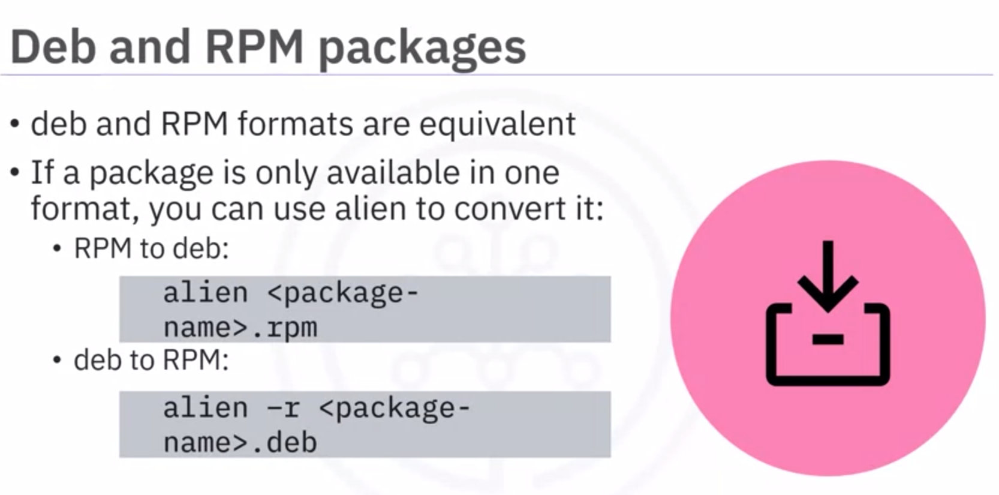 Deb and RPM packages
• deb and RPM formats are equivalent
• If a package is only available in one
format, you can use alien to convert it:
• RPM to deb:
alien <package-
name>.rpm
• deb to RPM:
alien –r <package-
name>.deb